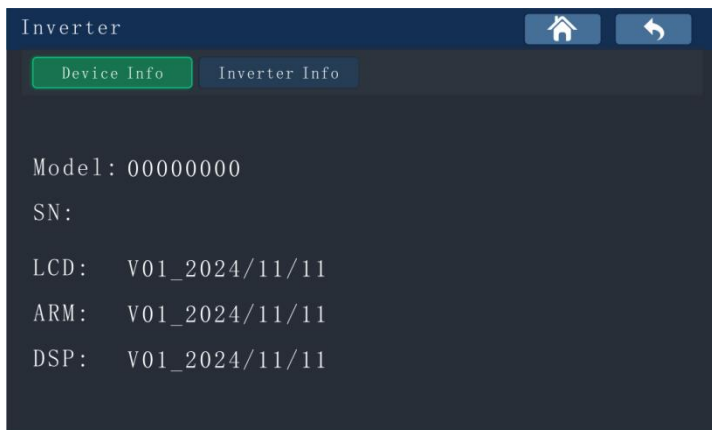 Inverter
Device Info Inverter Info
Model: 00000000
SN:
LCD: V01_2024/11/11
ARM: V01_2024/11/11
DSP: V01_2024/11/11